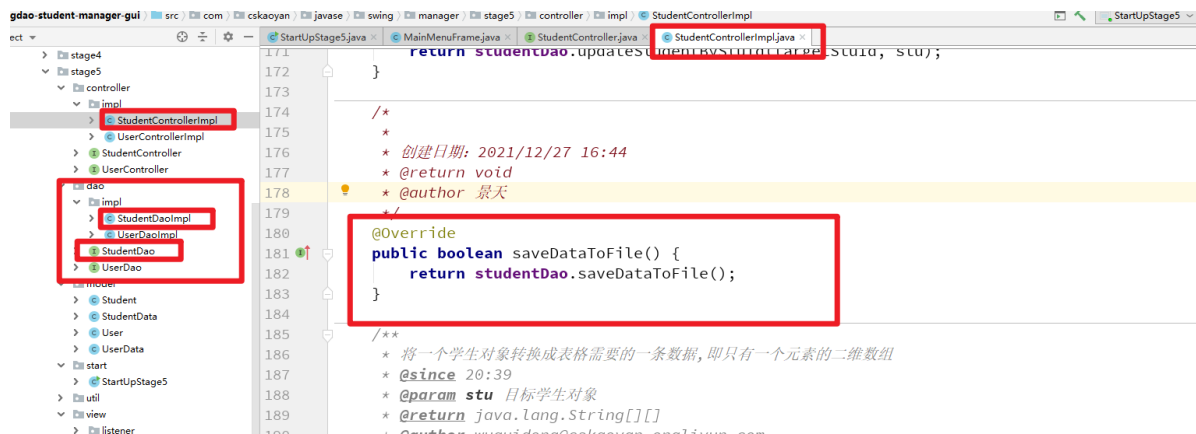 gdao-student-manager-gui src com cskaoyan javase swing manager stage5 controller impl StudentControllerImpl StartUpStage5
ect StartUpStage5.java MainMenuFrame.java StudentController.java StudentControllerImpl.java
stage4
stage5
controller
impl
StudentControllerImpl
UserControllerImpl
StudentController
UserController
dao
impl
StudentDaoImpl
UserDaoImpl
StudentDao
UserDao
model
Student
StudentData
User
UserData
start
StartUpStage5
util
view
listener
171 return studentDao.updateStudentByStuId(targetStuId, stu);
172 }
173
174 /*
175 *
176 * 创建日期: 2021/12/27 16:44
177 * @return void
178 * @author 景天
179 */
180 @Override
181 public boolean saveDataToFile() {
182 return studentDao.saveDataToFile();
183 }
184
185 /**
186 * 将一个学生对象转换成表格需要的一条数据,即只有一个元素的二维数组
187 * @since 20:39
188 * @param stu 目标学生对象
189 * @return java.lang.String[][]